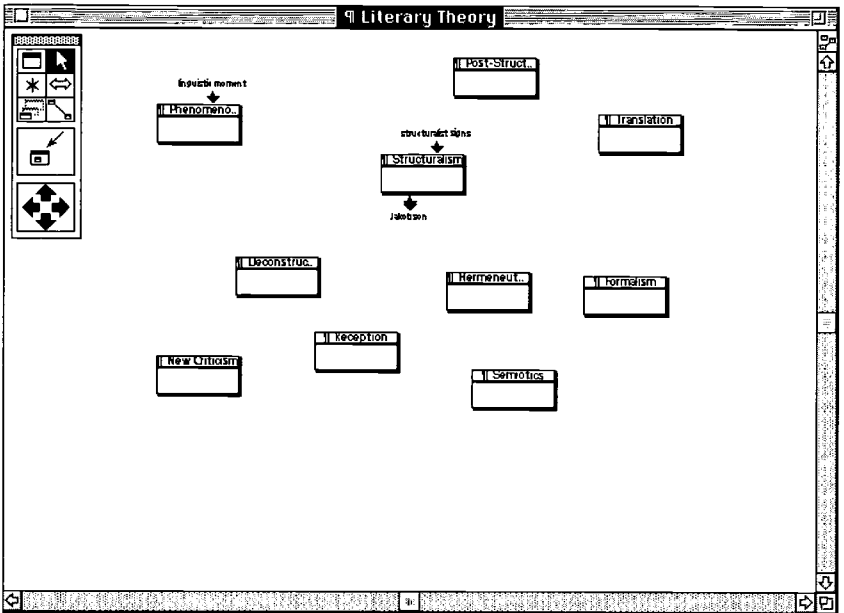 ¶ Literary Theory
¶ Post-Struct..
linguistic moment
¶ Phenomeno..
¶ Translation
structuralist signs
¶ Structuralism
Jakobson
¶ Deconstruc..
¶ Hermeneut..
¶ Formalism
¶ Reception
¶ New Criticism
¶ Semiotics